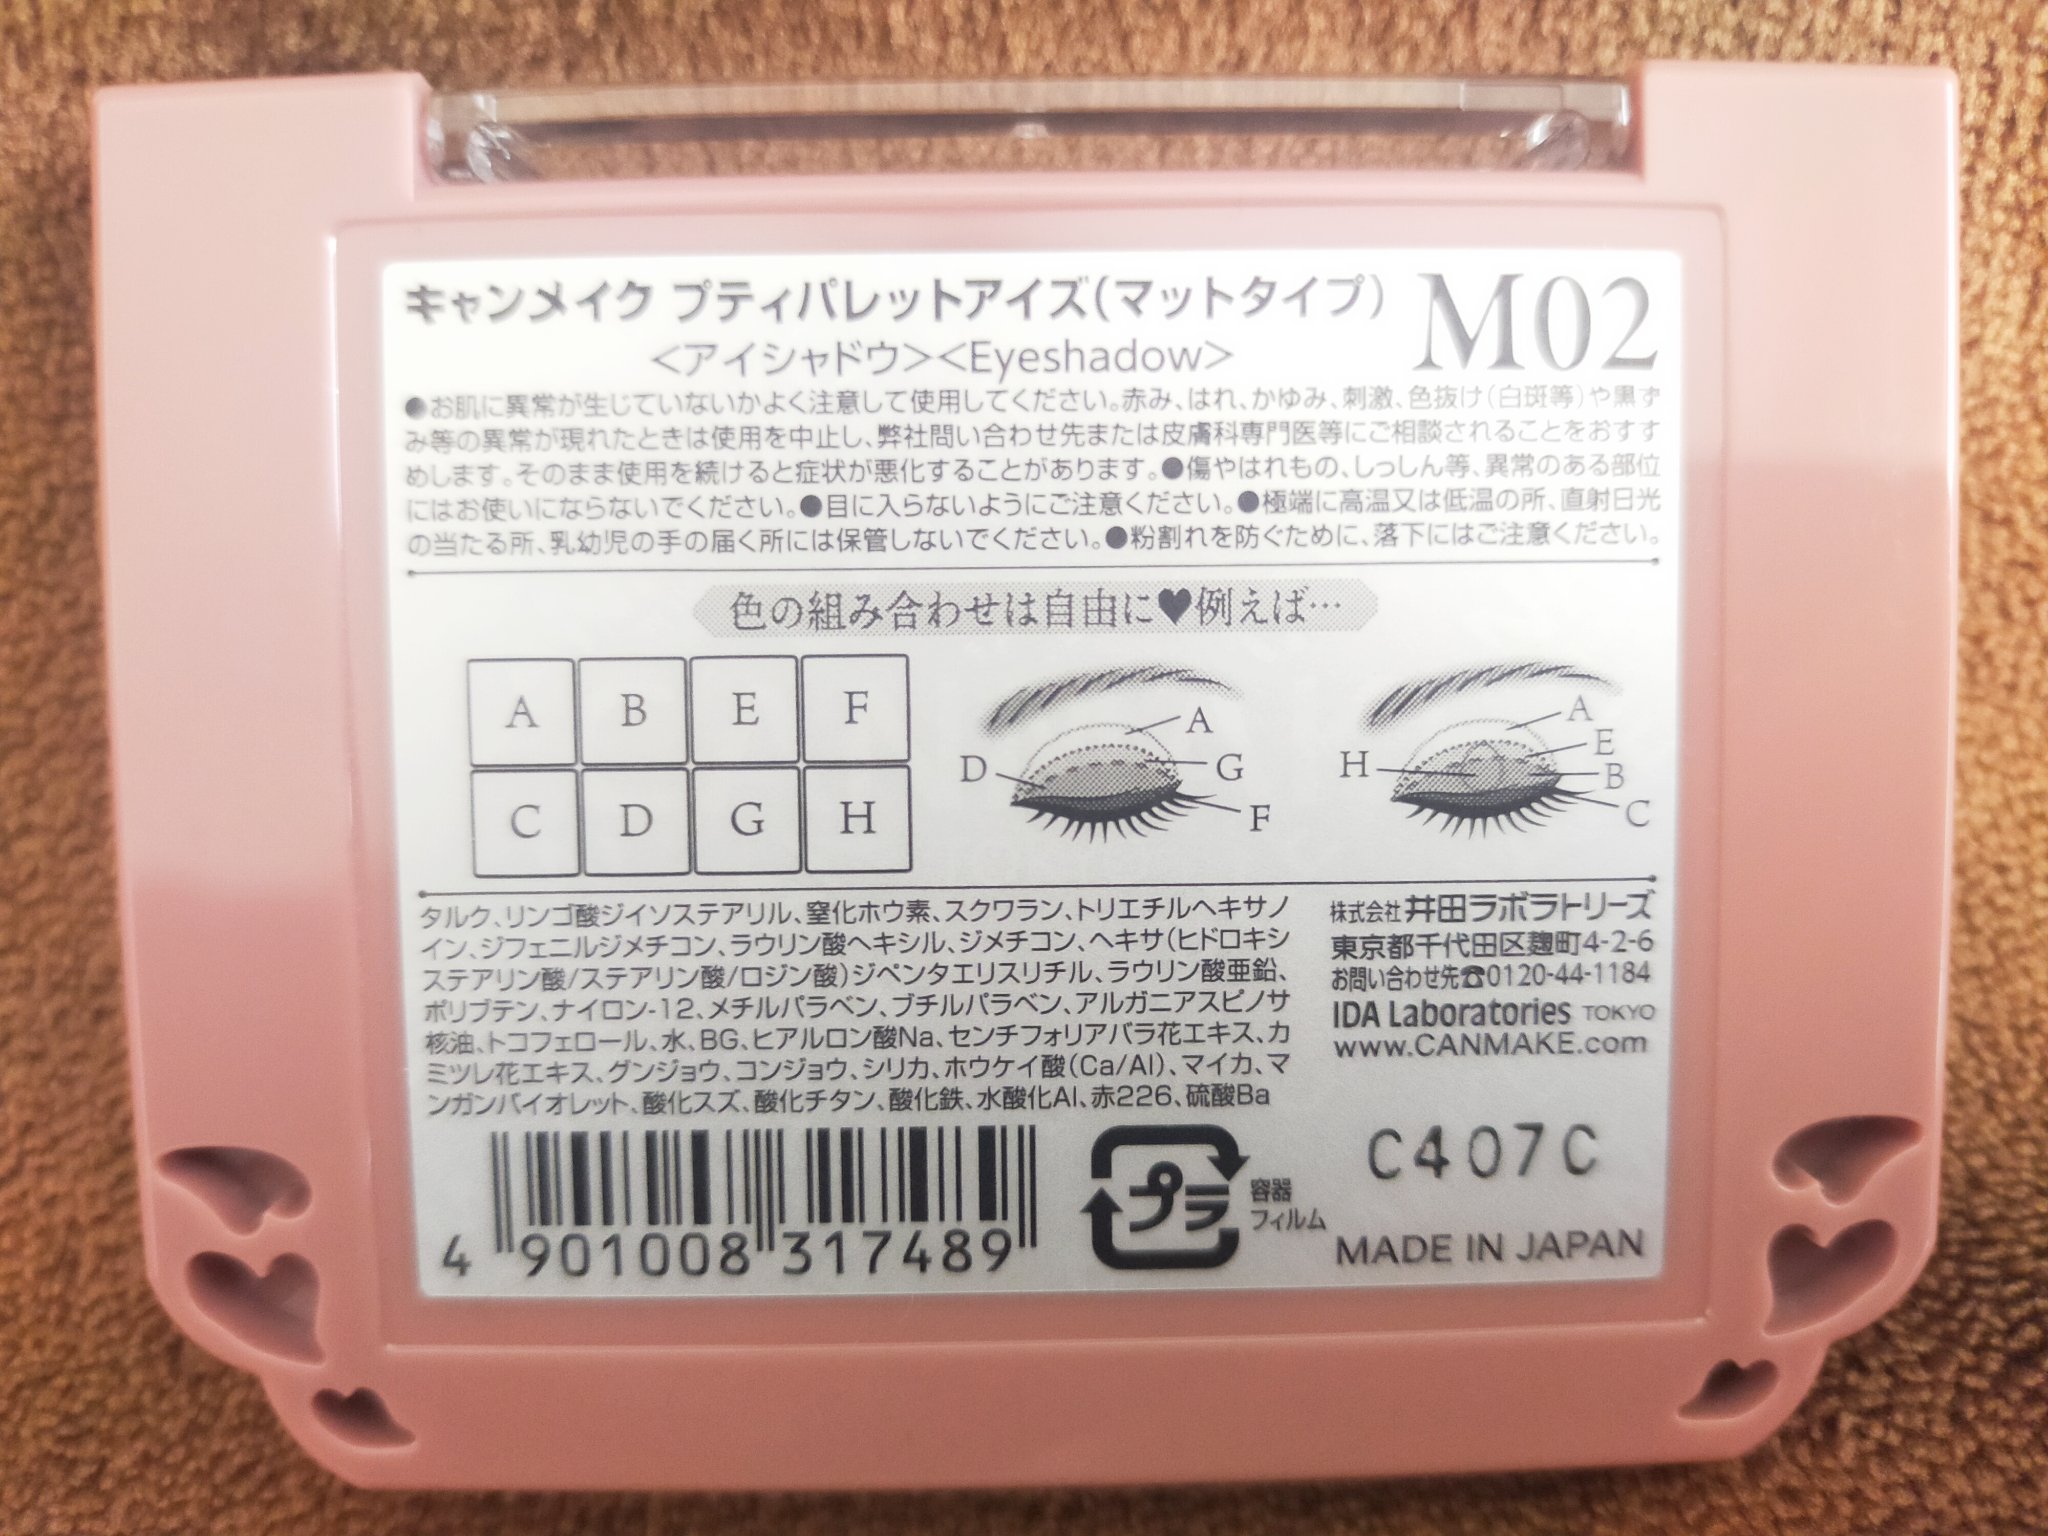 キャンメイク プティパレットアイズ(マットタイプ) M02
<アイシャドウ><Eyeshadow>
●お肌に異常が生じていないかよく注意して使用してください。赤み、はれ、かゆみ、刺激、色抜け(白斑等)や黒ず
み等の異常が現れたときは使用を中止し、弊社問い合わせ先または皮膚科専門医等にご相談されることをおすす
めします。そのまま使用を続けると症状が悪化することがあります。●傷やはれもの、しっしん等、異常のある部位
にはお使いにならないでください。●目に入らないようにご注意ください。●極端に高温又は低温の所、直射日光
の当たる所、乳幼児の手の届く所には保管しないでください。●粉割れを防ぐために、落下にはご注意ください。
色の組み合わせは自由に♥例えば…
A B E F
C D G H
A
D
G
F
A
E
H
B
C
タルク、リンゴ酸ジイソステアリル、窒化ホウ素、スクワラン、トリエチルヘキサノ
イン、ジフェニルジメチコン、ラウリン酸ヘキシル、ジメチコン、ヘキサ(ヒドロキシ
ステアリン酸/ステアリン酸/ロジン酸)ジペンタエリスリチル、ラウリン酸亜鉛、
ポリブテン、ナイロン-12、メチルパラベン、ブチルパラベン、アルガニアスピノサ
核油、トコフェロール、水、BG、ヒアルロン酸Na、センチフォリアバラ花エキス、カ
ミツレ花エキス、グンジョウ、コンジョウ、シリカ、ホウケイ酸(Ca/Al)、マイカ、マ
ンガンバイオレット、酸化スズ、酸化チタン、酸化鉄、水酸化Al、赤226、硫酸Ba
株式会社井田ラボラトリーズ
東京都千代田区麹町4-2-6
お問い合わせ先☎0120-44-1184
IDA Laboratories TOKYO
www.CANMAKE.com
4 901008 317489
プラ
容器
フィルム
C407C
MADE IN JAPAN